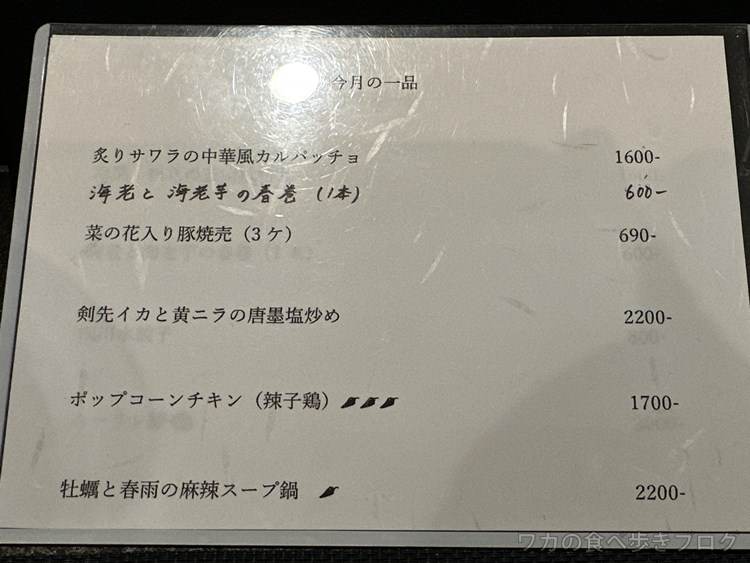 今月の一品
炙りサワラの中華風カルパッチョ 1600-
海老と海老芋の春巻（1本） 600-
菜の花入り豚焼売（3ケ） 690-
剣先イカと黄ニラの唐墨塩炒め 2200-
ポップコーンチキン（辣子鶏） 1700-
牡蠣と春雨の麻辣スープ鍋 2200-
ワカの食べ歩きブログ